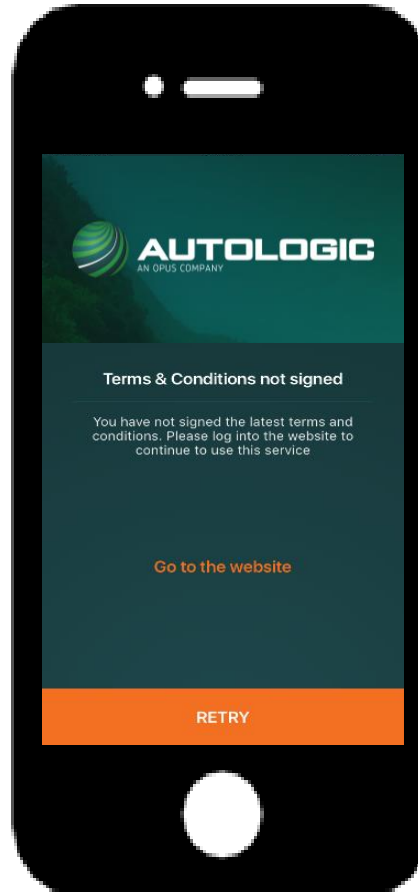 AUTOLOGIC
AN OPUS COMPANY
Terms & Conditions not signed
You have not signed the latest terms and
conditions. Please log into the website to
continue to use this service
Go to the website
RETRY